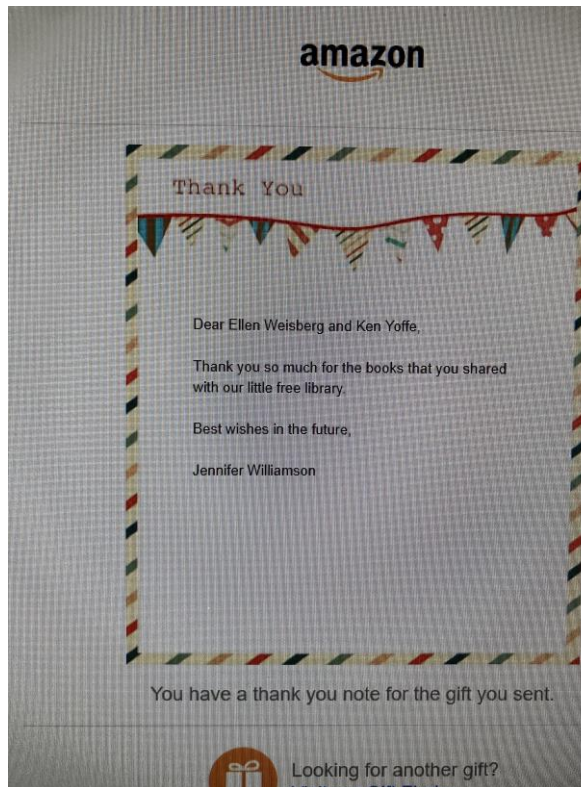 amazon
Thank You
Dear Ellen Weisberg and Ken Yoffe,
Thank you so much for the books that you shared
with our little free library.
Best wishes in the future,
Jennifer Williamson
You have a thank you note for the gift you sent.
Looking for another gift?